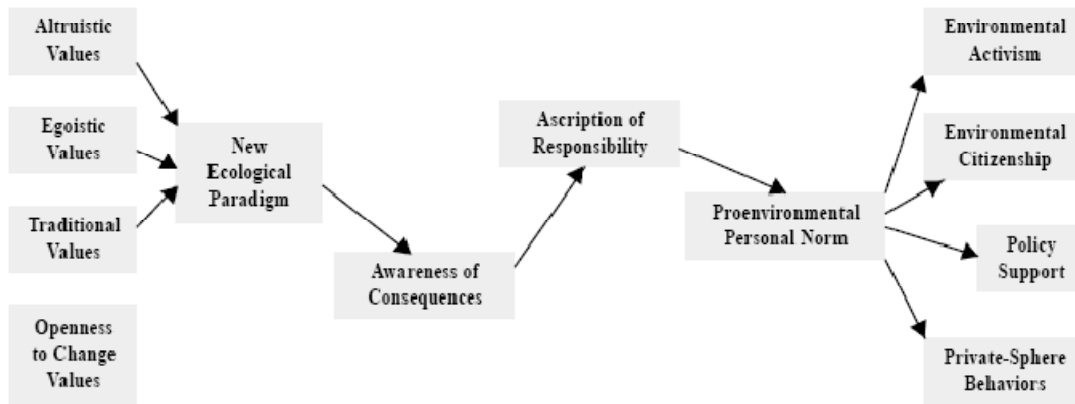 Altruistic
Values
Egoistic
Values
Traditional
Values
Openness
to Change
Values
New
Ecological
Paradigm
Awareness of
Consequences
Ascription of
Responsibility
Proenvironmental
Personal Norm
Environmental
Activism
Environmental
Citizenship
Policy
Support
Private-Sphere
Behaviors